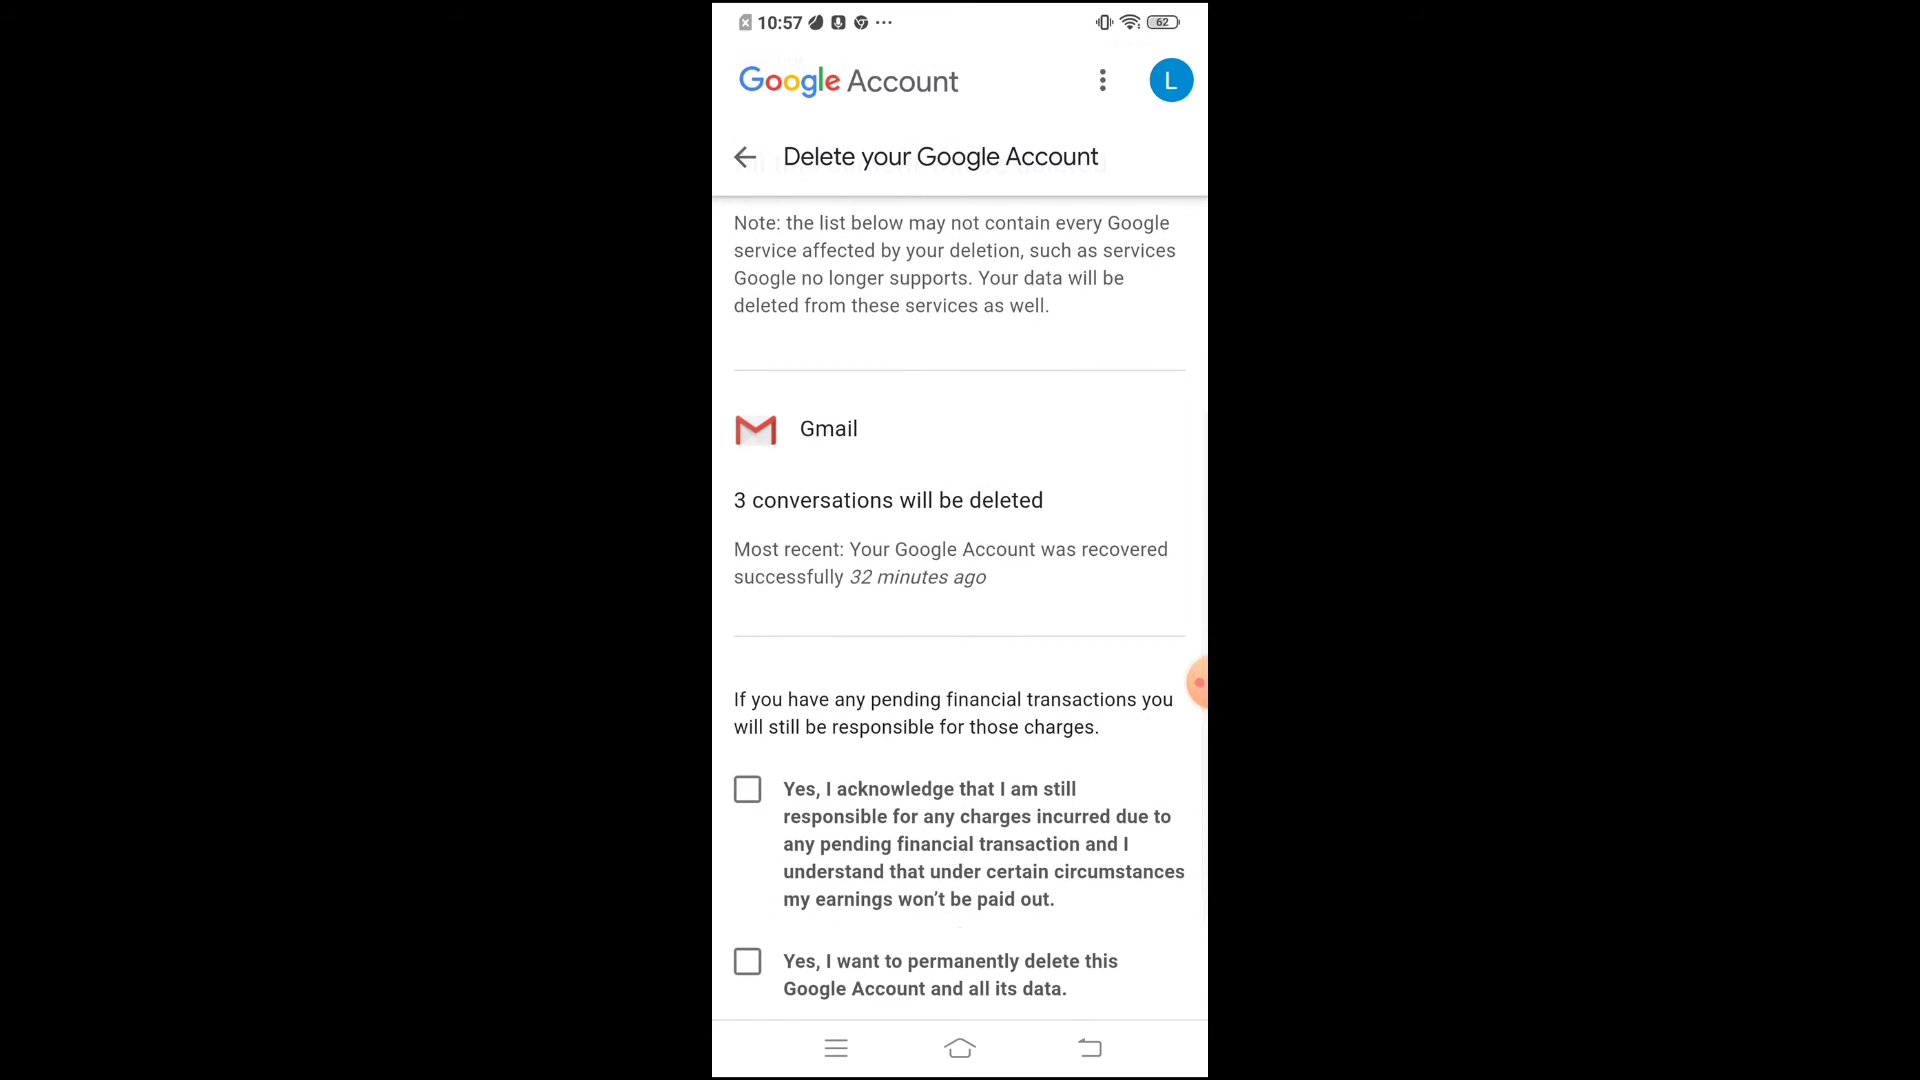 10:57
62
Google Account
L
Delete your Google Account
Note: the list below may not contain every Google
service affected by your deletion, such as services
Google no longer supports. Your data will be
deleted from these services as well.
Gmail
3 conversations will be deleted
Most recent: Your Google Account was recovered
successfully 32 minutes ago
If you have any pending financial transactions you
will still be responsible for those charges.
Yes, I acknowledge that I am still
responsible for any charges incurred due to
any pending financial transaction and I
understand that under certain circumstances
my earnings won’t be paid out.
Yes, I want to permanently delete this
Google Account and all its data.